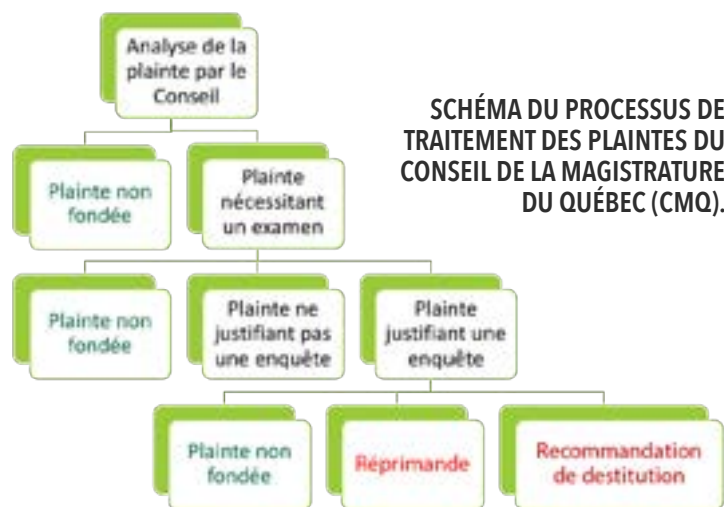 Analyse de la
plainte par le
Conseil
SCHÉMA DU PROCESSUS DE
TRAITEMENT DES PLAINTES DU
CONSEIL DE LA MAGISTRATURE
DU QUÉBEC (CMQ).
Plainte non
fondée
Plainte
nécessitant
un examen
Plainte non
fondée
Plainte ne
justifiant pas
une enquête
Plainte
justifiant une
enquête
Plainte non
fondée
Réprimande
Recommandation
de destitution